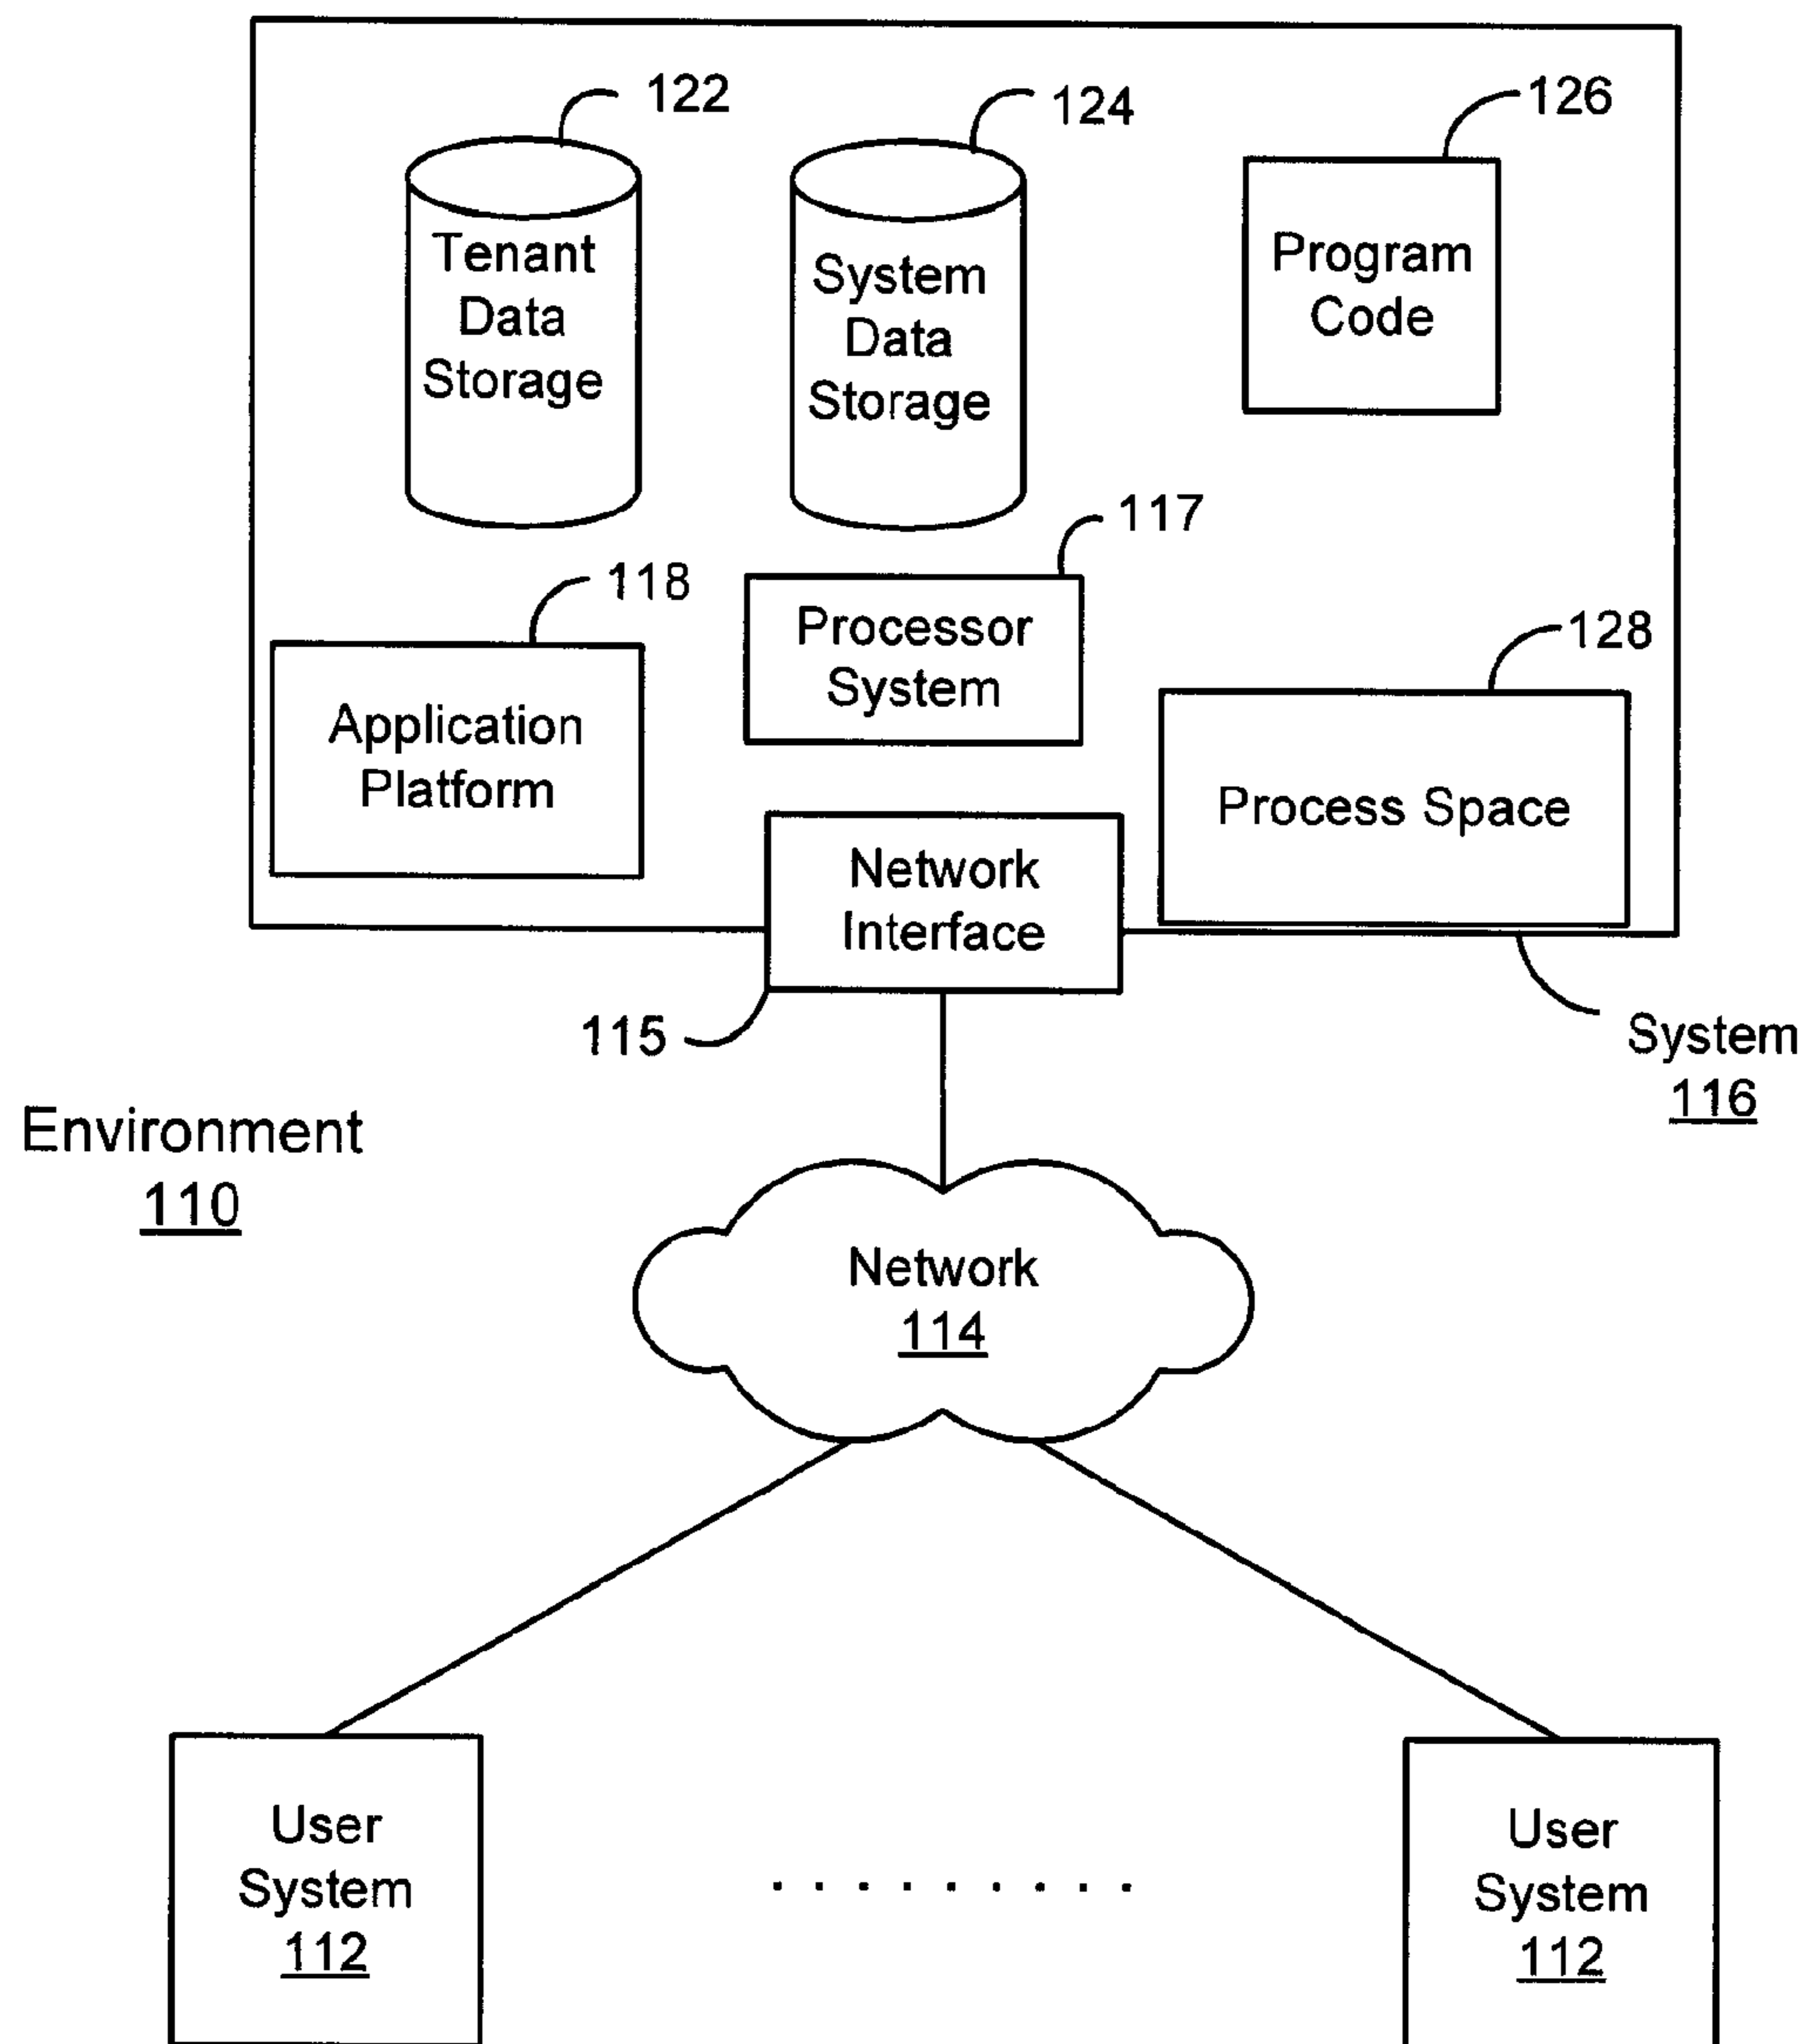 122
124
126
Tenant
Data
Storage
System
Data
Storage
Program
Code
117
118
Processor
System
128
Application
Platform
Process Space
Network
Interface
115
System
116
Environment
110
Network
114
User
System
112
. . . . . . . . .
User
System
112